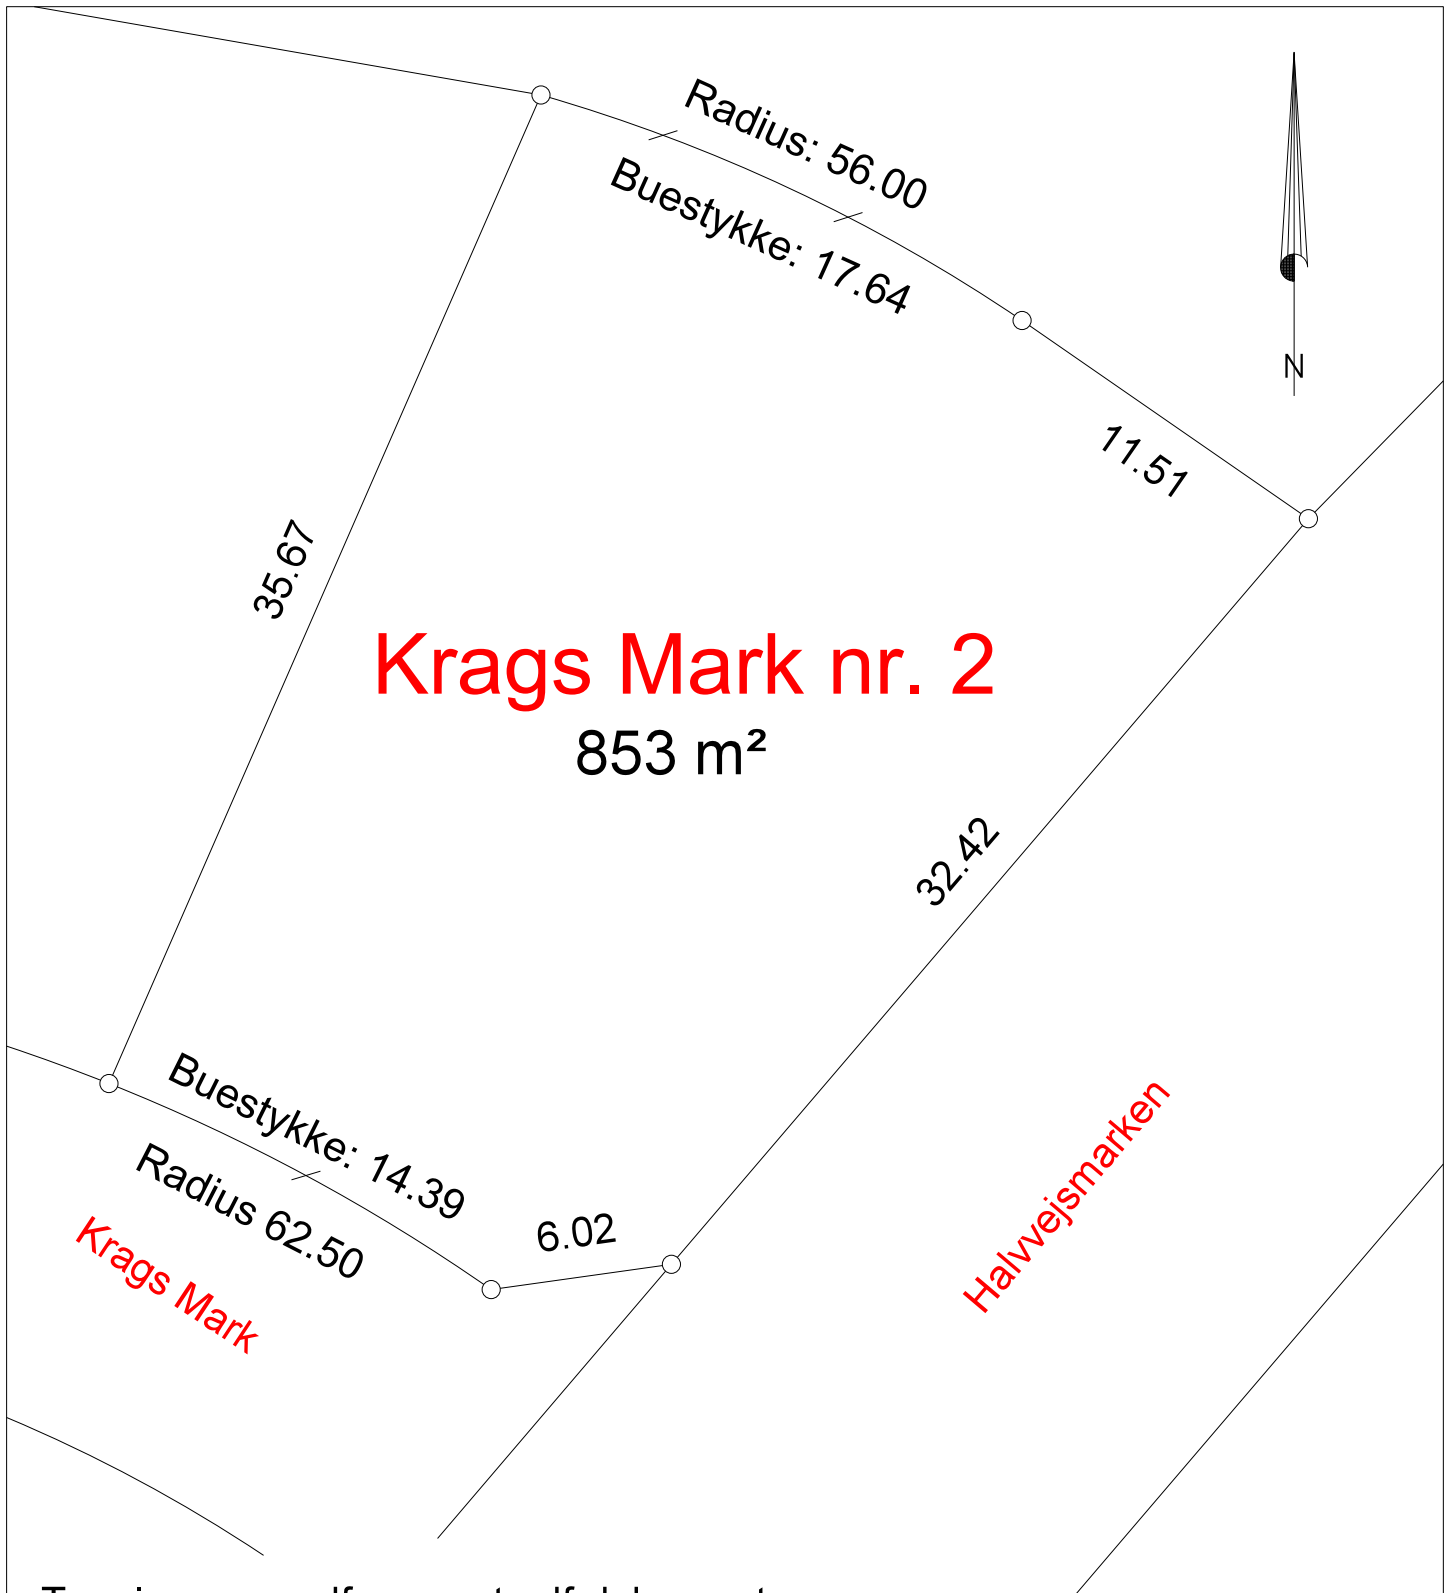 Radius: 56.00
Buestykke: 17.64
N
11.51
35.67
Krags Mark nr. 2
853 m²
32.42
Buestykke: 14.39
Radius 62.50
6.02
Krags Mark
Halvvejsmarken